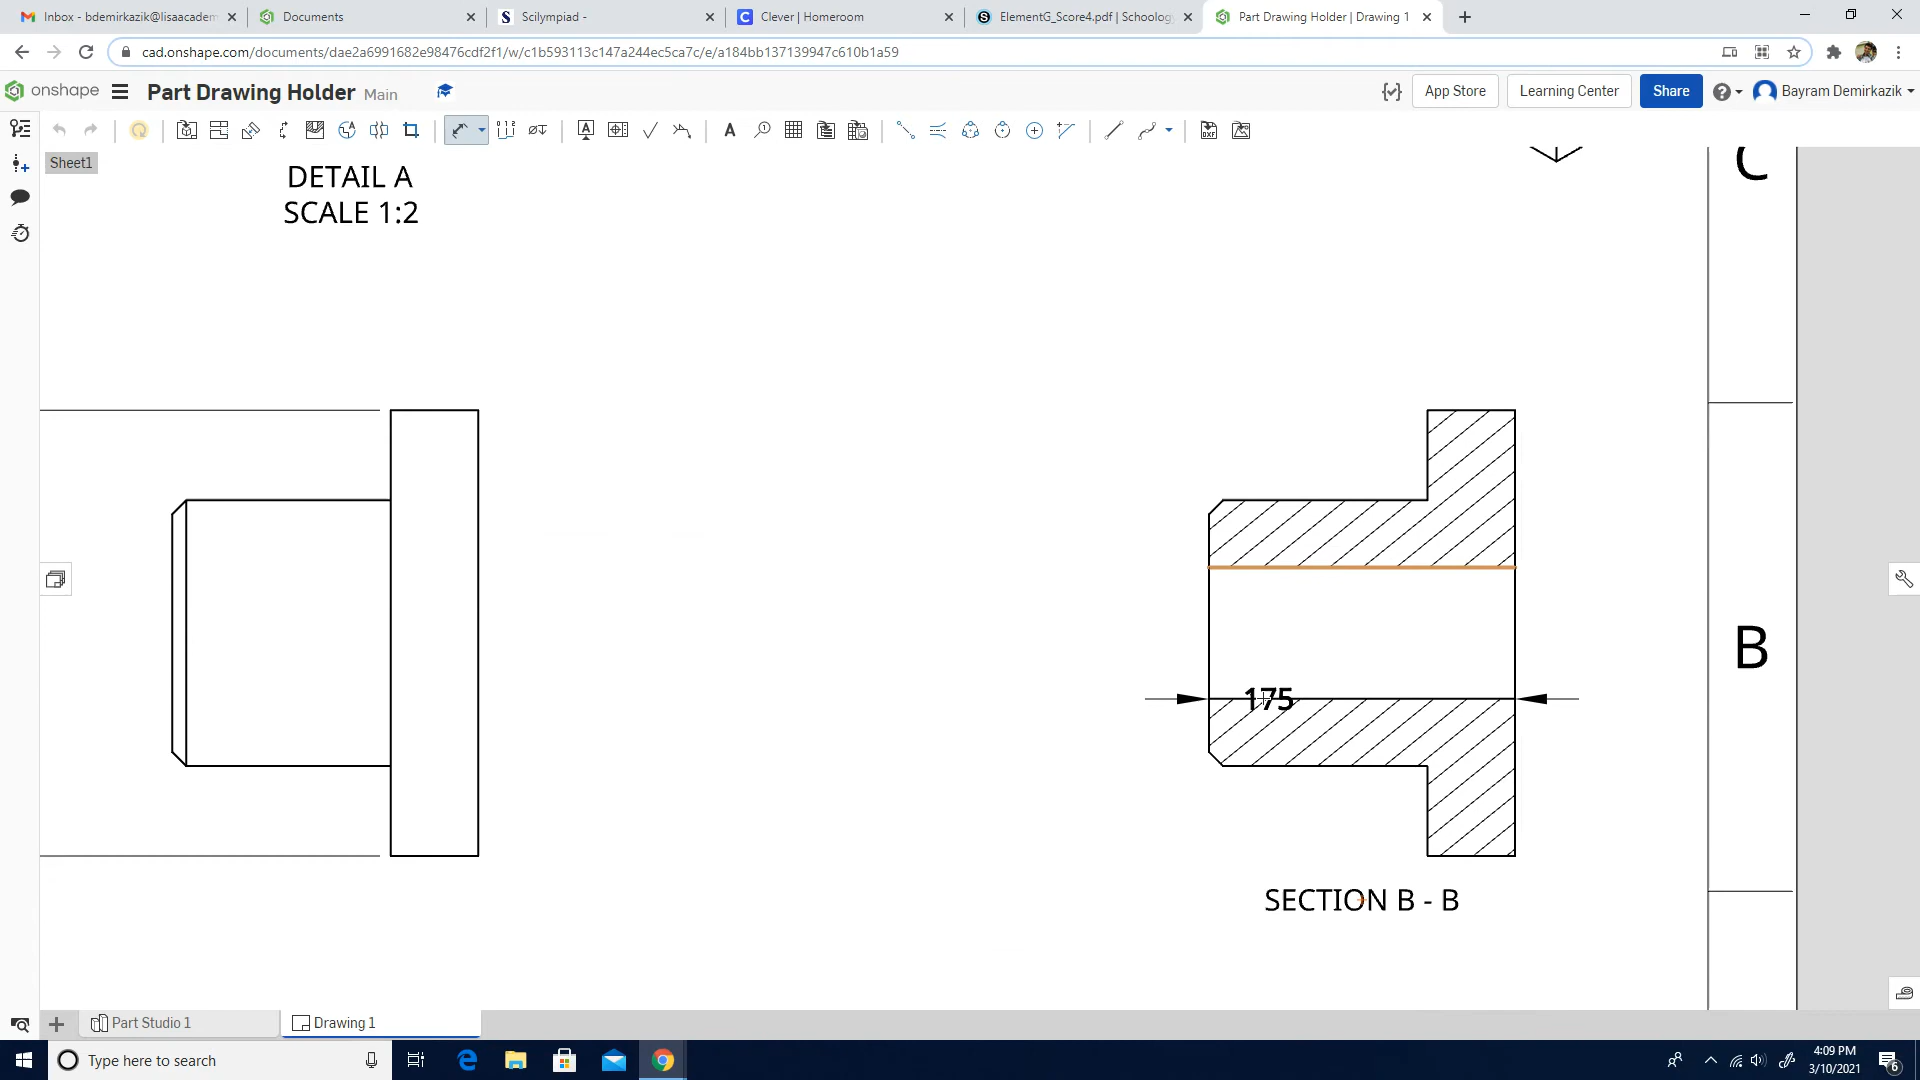 Inbox - bdemirkazik@lisaacadem
Documents
Scilympiad -
Clever | Homeroom
ElementG_Score4.pdf | Schoology
Part Drawing Holder | Drawing 1
cad.onshape.com/documents/dae2a6991682e98476cdf2f1/w/c1b593113c147a244ec5ca7c/e/a184bb137139947c610b1a59
onshape
Part Drawing Holder Main
App Store
Learning Center
Share
Bayram Demirkazik
Sheet1
DETAIL A
SCALE 1:2
C
B
175
SECTION B - B
Part Studio 1
Drawing 1
Type here to search
4:09 PM
3/10/2021
6